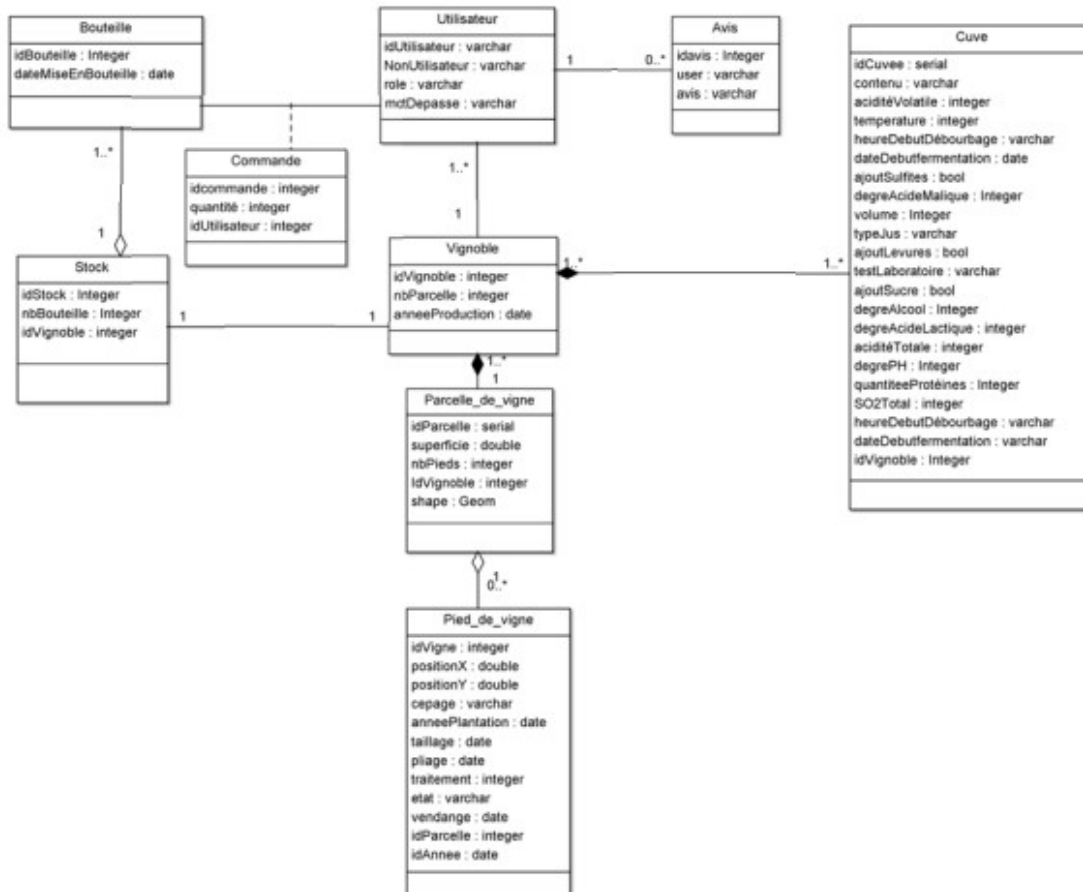 Bouteille
idBouteille : Integer
dateMiseEnBouteille : date
Utilisateur
idUtilisateur : varchar
NonUtilisateur : varchar
role : varchar
mctDepasse : varchar
1
0..*
Avis
idavis : Integer
user : varchar
avis : varchar
Cuve
idCuvee : serial
contenu : varchar
aciditéVolatile : integer
temperature : integer
heureDebutDébourbage : varchar
dateDebutfermentation : date
ajoutSulfites : bool
degreAcideMalique : Integer
volume : Integer
typeJus : varchar
ajoutLevures : bool
testLaboratoire : varchar
ajoutSucre : bool
degreAlcool : Integer
degreAcideLactique : integer
aciditéTotale : integer
degrePH : Integer
quantiteeProtéines : Integer
SO2Total : integer
heureDebutDébourbage : varchar
dateDebutfermentation : varchar
idVignoble : Integer
1..*
1
Commande
idcommande : integer
quantité : integer
idUtilisateur : integer
1..*
1
Stock
idStock : Integer
nbBouteille : Integer
idVignoble : integer
1
1
Vignoble
idVignoble : integer
nbParcelle : integer
anneeProduction : date
1..*
1..*
1..*
1
Parcelle_de_vigne
idParcelle : serial
superficie : double
nbPieds : integer
IdVignoble : integer
shape : Geom
1
0..*
Pied_de_vigne
idVigne : integer
positionX : double
positionY : double
cepage : varchar
anneePlantation : date
taillage : date
pliage : date
traitement : integer
etat : varchar
vendange : date
idParcelle : integer
idAnnee : date